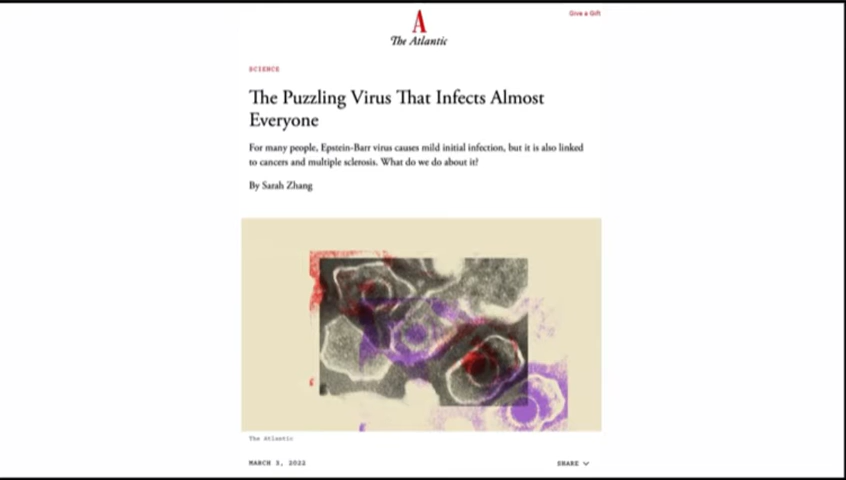 Give a Gift
A
The Atlantic
SCIENCE
The Puzzling Virus That Infects Almost
Everyone
For many people, Epstein-Barr virus causes mild initial infection, but it is also linked
to cancers and multiple sclerosis. What do we do about it?
By Sarah Zhang
The Atlantic
MARCH 3, 2022
SHARE